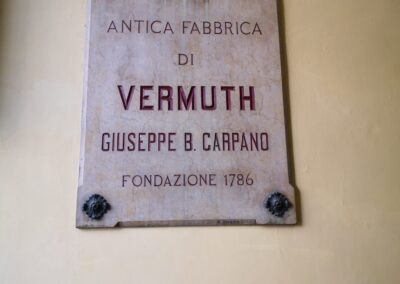 ANTICA FABBRICA
DI
VERMUTH
GIUSEPPE B. CARPANO
FONDAZIONE 1786